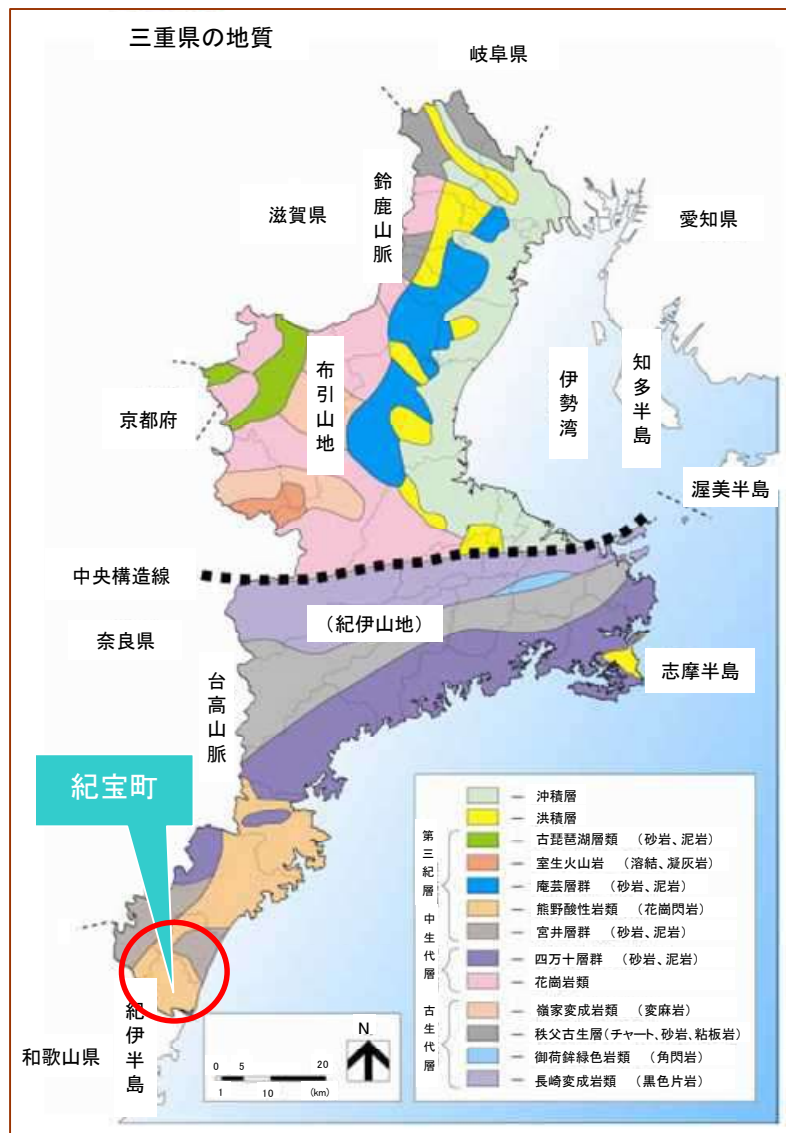 三重県の地質
岐阜県
鈴鹿山脈
滋賀県
愛知県
布引山地
伊勢湾
知多半島
京都府
渥美半島
中央構造線
(紀伊山地)
奈良県
志摩半島
台高山脈
紀宝町
紀伊半島
和歌山県
N
0 5 20
1 10 (km)
沖積層
洪積層
第三紀層
古琵琶湖層類 (砂岩、泥岩)
室生火山岩 (溶結、凝灰岩)
庵芸層群 (砂岩、泥岩)
熊野酸性岩類 (花崗閃岩)
宮井層群 (砂岩、泥岩)
中生代層
四万十層群 (砂岩、泥岩)
花崗岩類
古生代層
嶺家変成岩類 (変麻岩)
秩父古生層(チャート、砂岩、粘板岩)
御荷鉾緑色岩類 (角閃岩)
長崎変成岩類 (黒色片岩)